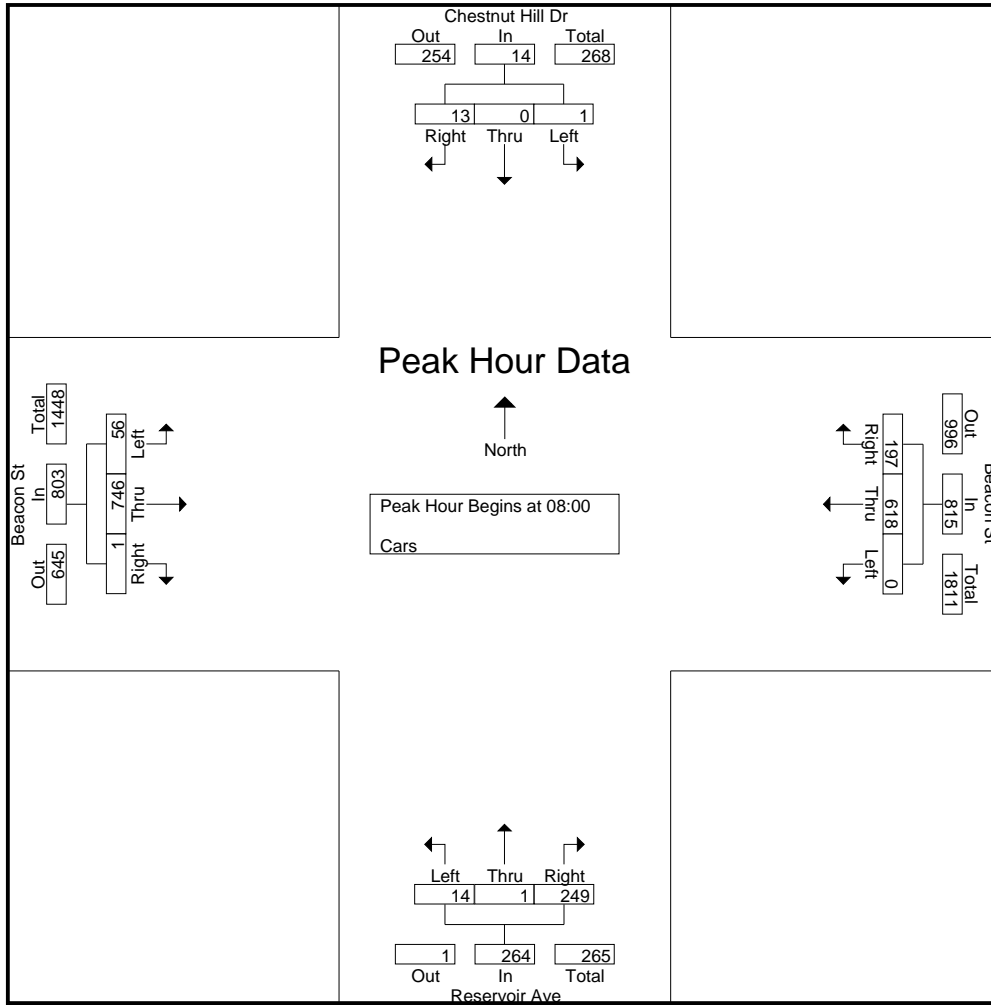 Chestnut Hill Dr
Out In Total
254 14 268
13 0 1
Right Thru Left
Peak Hour Data
North
Peak Hour Begins at 08:00
Cars
Beacon St
Total In Out
1448 803 645
56 746 1
Left Thru Right
Beacon St
Out In Total
996 815 1811
197 618 0
Right Thru Left
Left Thru Right
14 1 249
1 264 265
Out In Total
Reservoir Ave